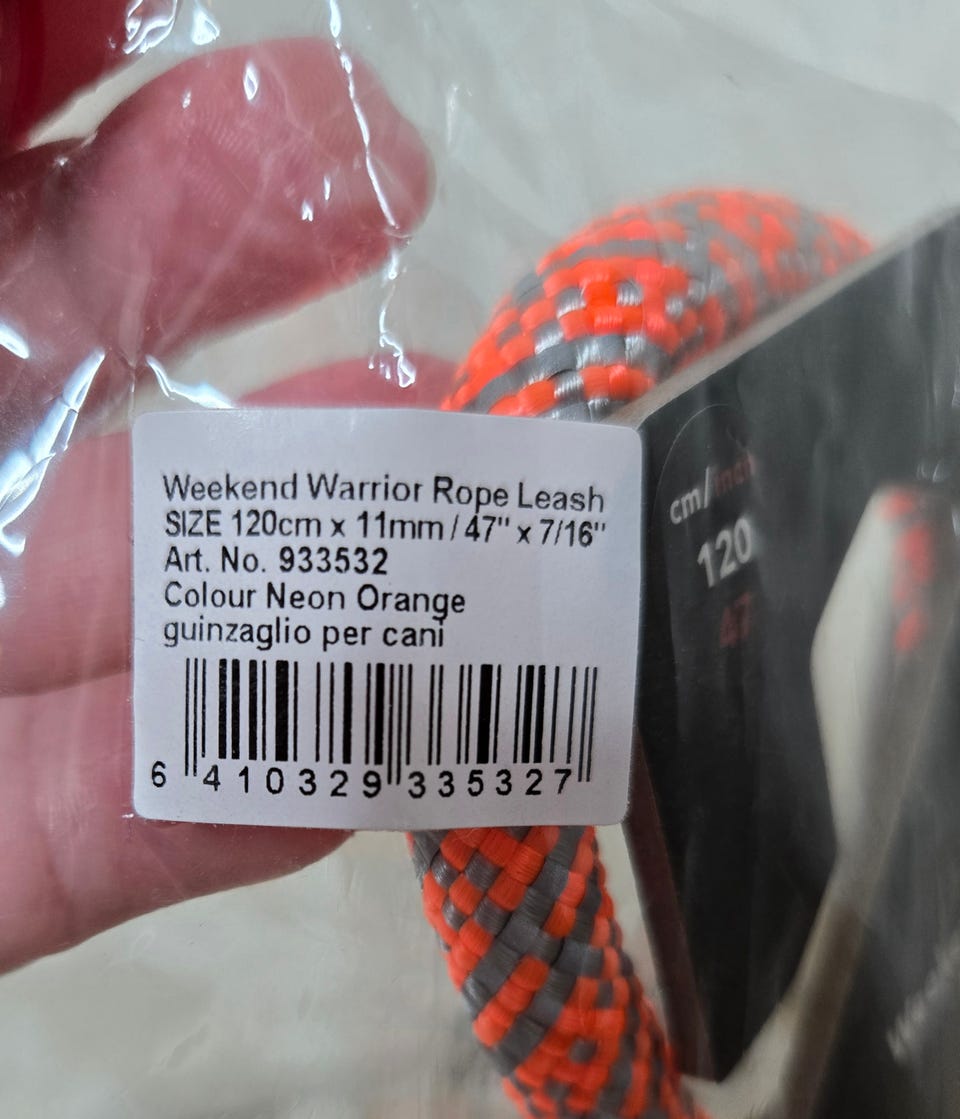 Weekend Warrior Rope Leash
SIZE 120cm x 11mm / 47" x 7/16"
Art. No. 933532
Colour Neon Orange
guinzaglio per cani
6 410329 335327
cm/inch
120
47